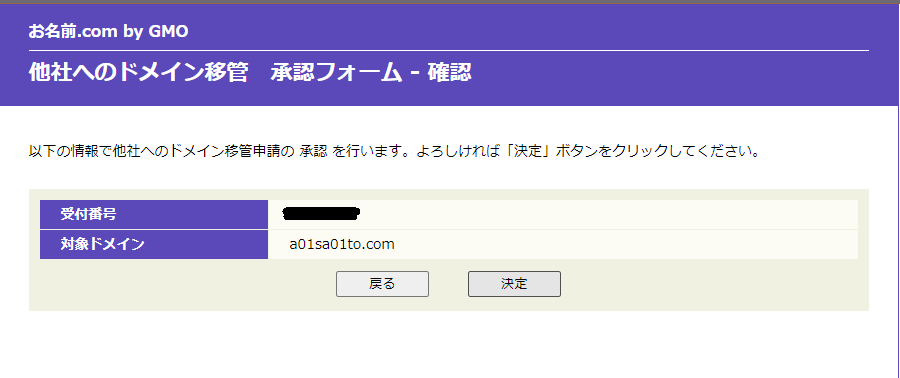 お名前.com by GMO
他社へのドメイン移管　承認フォーム - 確認
以下の情報で他社へのドメイン移管申請の 承認 を行います。よろしければ「決定」ボタンをクリックしてください。
受付番号
対象ドメイン a01sa01to.com
戻る 決定